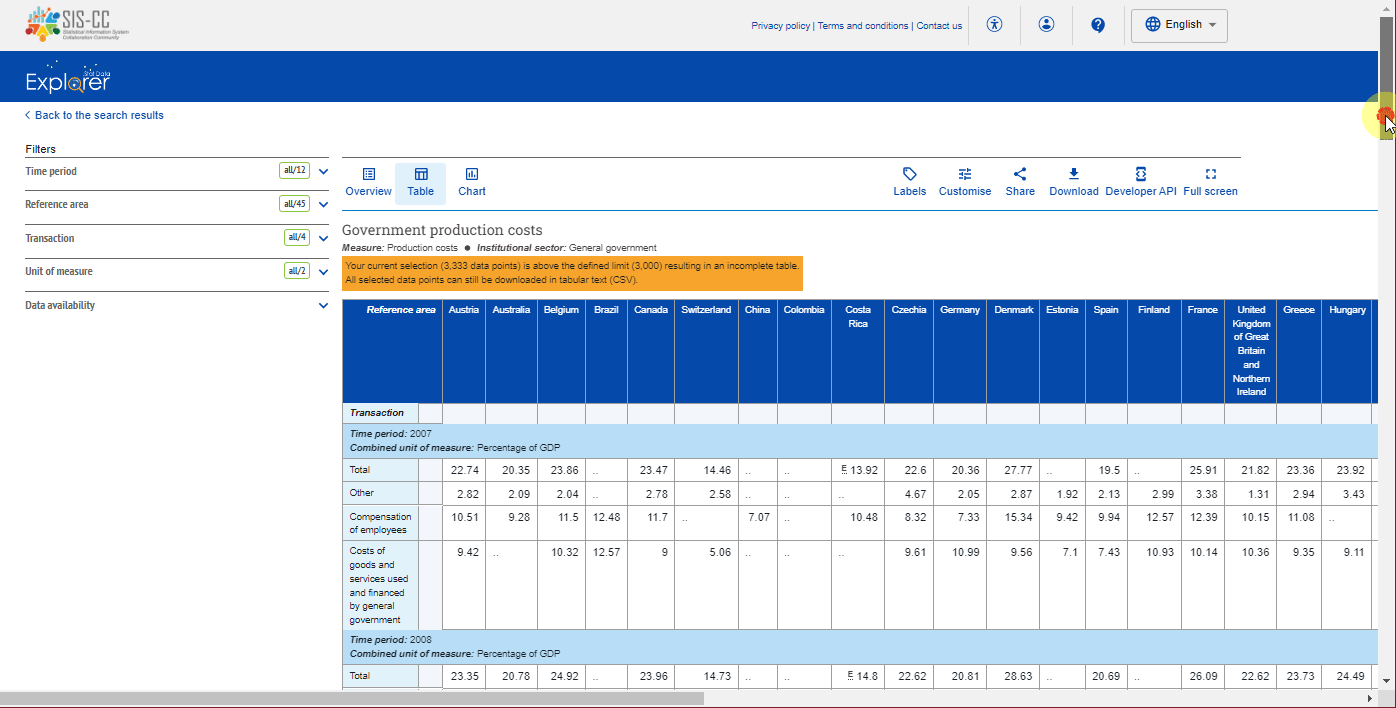 SIS-CC
Statistical Information System
Collaboration Community
Privacy policy | Terms and conditions | Contact us
English
.Stat Data
Explorer
Back to the search results
Filters
Time period all/12
Reference area all/45
Transaction all/4
Unit of measure all/2
Data availability
Overview Table Chart Labels Customise Share Download Developer API Full screen
Government production costs
Measure: Production costs ● Institutional sector: General government
Your current selection (3,333 data points) is above the defined limit (3,000) resulting in an incomplete table.
All selected data points can still be downloaded in tabular text (CSV).
Reference area Austria Australia Belgium Brazil Canada Switzerland China Colombia Costa Czechia Germany Denmark Estonia Spain Finland France United Greece Hungary
Rica Kingdom
of Great
Britain
and
Northern
Ireland
Transaction
Time period: 2007
Combined unit of measure: Percentage of GDP
Total 22.74 20.35 23.86 .. 23.47 14.46 .. .. E 13.92 22.6 20.36 27.77 .. 19.5 .. 25.91 21.82 23.36 23.92
Other 2.82 2.09 2.04 .. 2.78 2.58 .. .. .. 4.67 2.05 2.87 1.92 2.13 2.99 3.38 1.31 2.94 3.43
Compensation 10.51 9.28 11.5 12.48 11.7 .. 7.07 .. 10.48 8.32 7.33 15.34 9.42 9.94 12.57 12.39 10.15 11.08 ..
of employees
Costs of 9.42 .. 10.32 12.57 9 5.06 .. .. .. 9.61 10.99 9.56 7.1 7.43 10.93 10.14 10.36 9.35 9.11
goods and
services used
and financed
by general
government
Time period: 2008
Combined unit of measure: Percentage of GDP
Total 23.35 20.78 24.92 .. 23.96 14.73 .. .. E 14.8 22.62 20.81 28.63 .. 20.69 .. 26.09 22.62 23.73 24.49